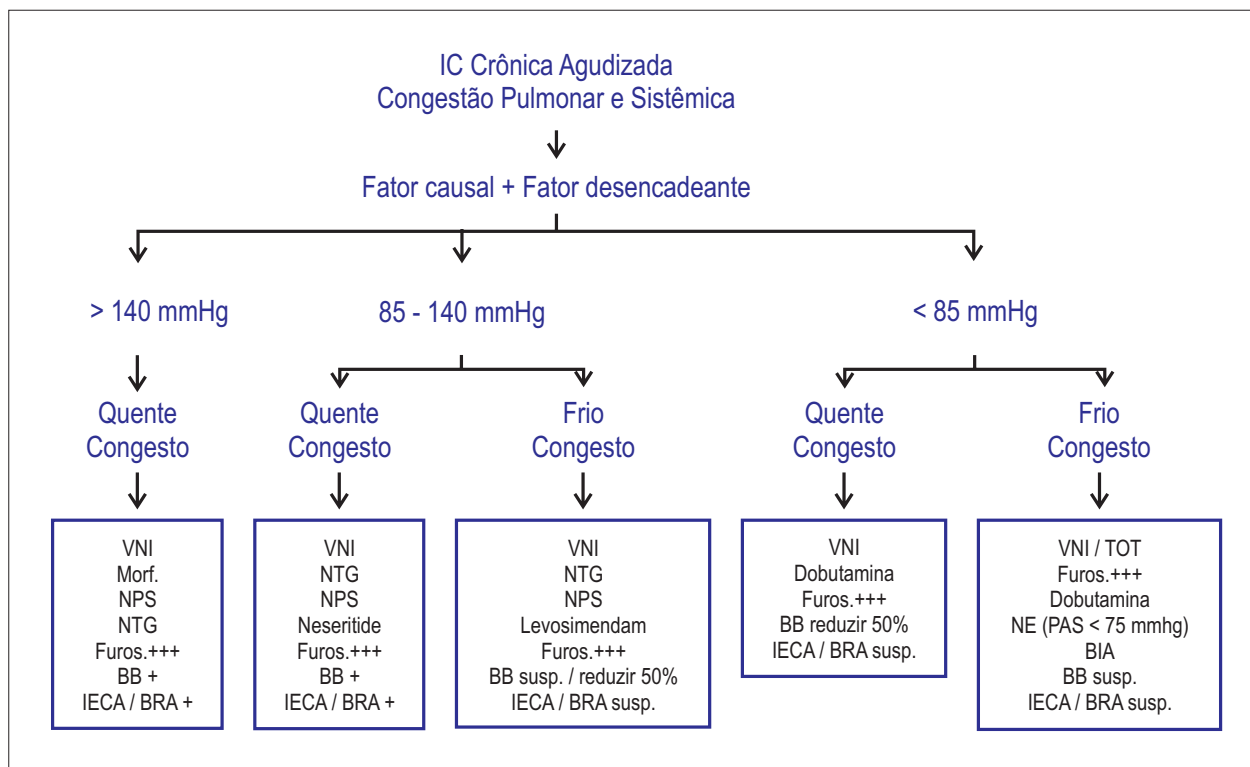 IC Crônica Agudizada
Congestão Pulmonar e Sistêmica
Fator causal + Fator desencadeante
> 140 mmHg
85 - 140 mmHg
< 85 mmHg
Quente
Congesto
Quente
Congesto
Frio
Congesto
Quente
Congesto
Frio
Congesto
VNI
Morf.
NPS
NTG
Furos.+++
BB +
IECA / BRA +
VNI
NTG
NPS
Neseritide
Furos.+++
BB +
IECA / BRA +
VNI
NTG
NPS
Levosimendam
Furos.+++
BB susp. / reduzir 50%
IECA / BRA susp.
VNI
Dobutamina
Furos.+++
BB reduzir 50%
IECA / BRA susp.
VNI / TOT
Furos.+++
Dobutamina
NE (PAS < 75 mmhg)
BIA
BB susp.
IECA / BRA susp.